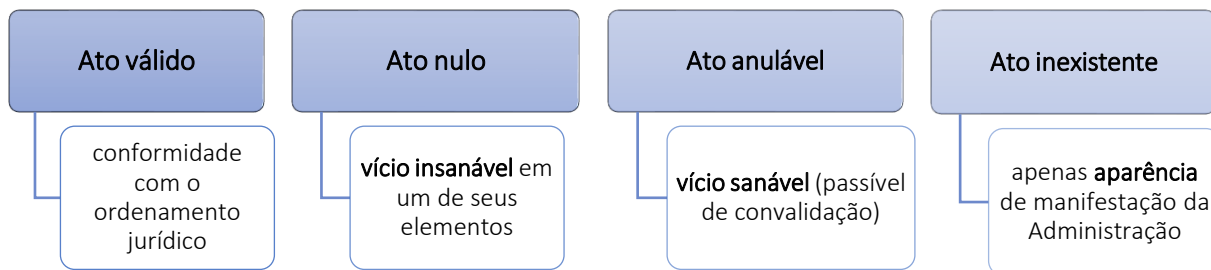 Ato válido
conformidade
com o
ordenamento
jurídico
Ato nulo
vício insanável em
um de seus
elementos
Ato anulável
vício sanável (passível
de convalidação)
Ato inexistente
apenas aparência
de manifestação da
Administração